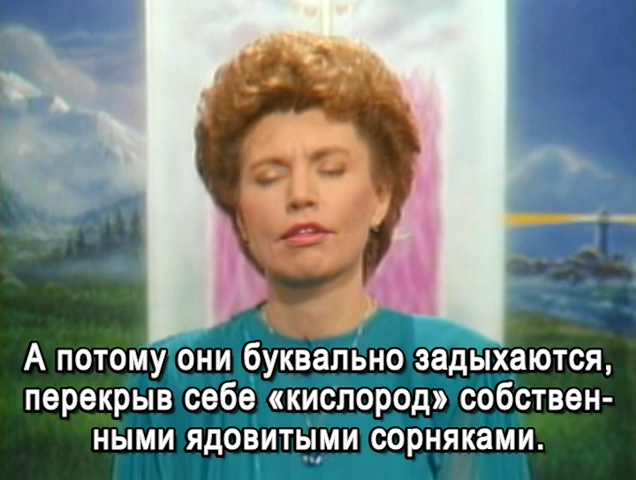 А потому они буквально задыхаются,
перекрыв себе «кислород» собствен-
ными ядовитыми сорняками.